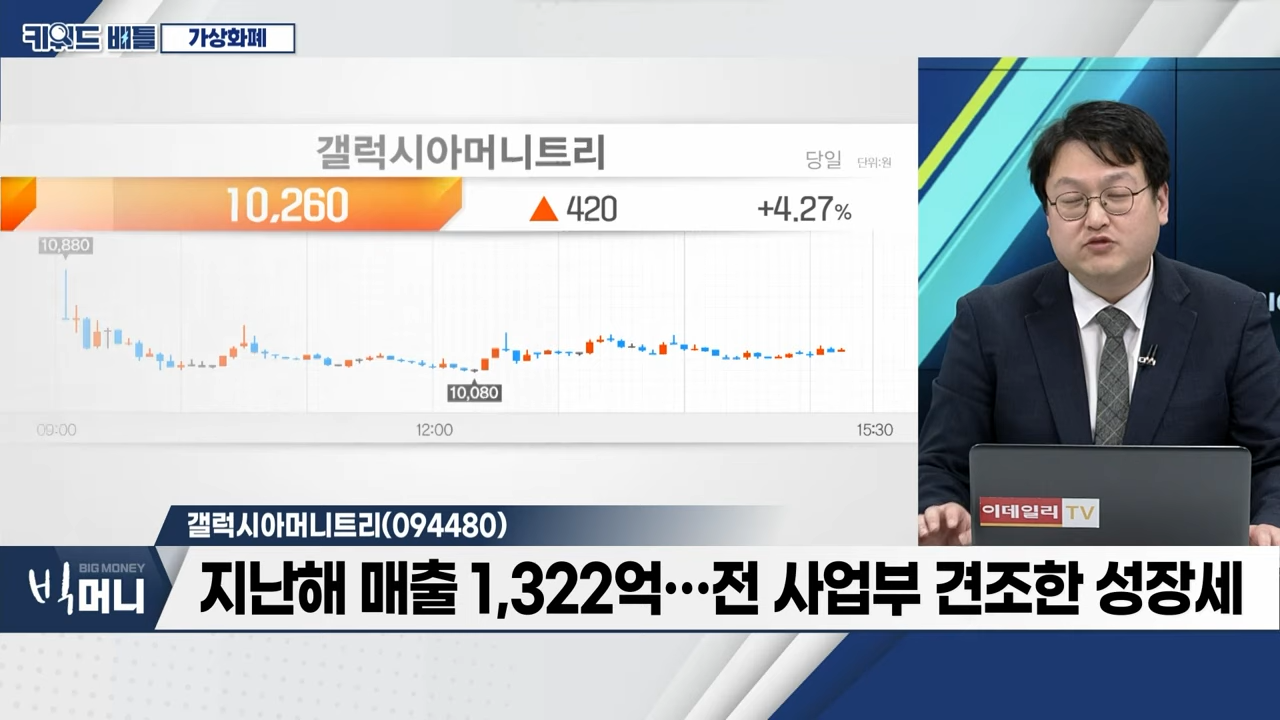 키워드 배틀
가상화폐
갤럭시아머니트리
당일 단위:원
10,260 ▲ 420 +4.27%
10,880
10,080
09:00 12:00 15:30
이데일리 TV
갤럭시아머니트리(094480)
BIG MONEY
빅머니
지난해 매출 1,322억…전 사업부 견조한 성장세